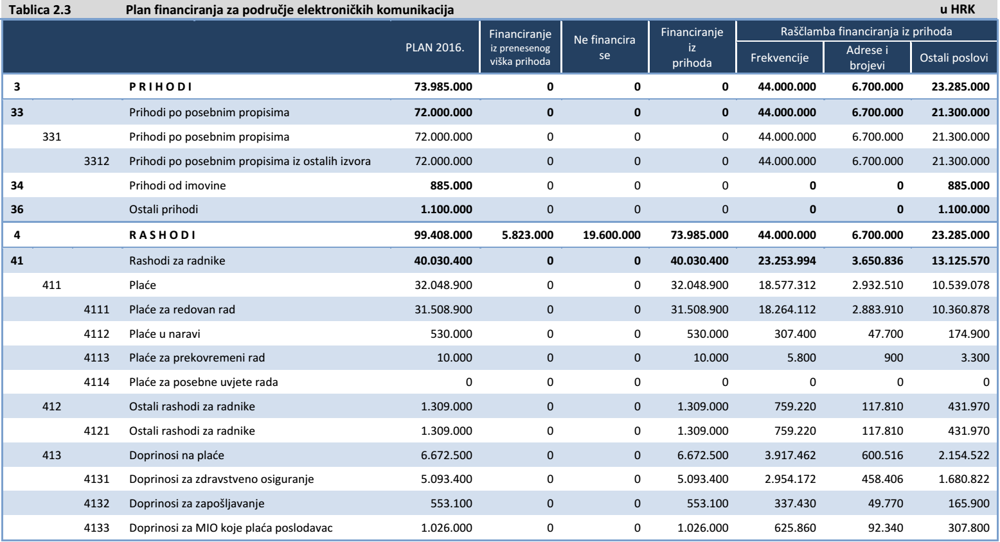 Tablica 2.3 Plan financiranja za područje elektroničkih komunikacija u HRK
PLAN 2016. Financiranje iz prenesenog viška prihoda Ne financira se Financiranje iz prihoda Raščlamba financiranja iz prihoda
Frekvencije Adrese i brojevi Ostali poslovi
3 P R I H O D I 73.985.000 0 0 0 44.000.000 6.700.000 23.285.000
33 Prihodi po posebnim propisima 72.000.000 0 0 0 44.000.000 6.700.000 21.300.000
331 Prihodi po posebnim propisima 72.000.000 0 0 0 44.000.000 6.700.000 21.300.000
3312 Prihodi po posebnim propisima iz ostalih izvora 72.000.000 0 0 0 44.000.000 6.700.000 21.300.000
34 Prihodi od imovine 885.000 0 0 0 0 0 885.000
36 Ostali prihodi 1.100.000 0 0 0 0 0 1.100.000
4 R A S H O D I 99.408.000 5.823.000 19.600.000 73.985.000 44.000.000 6.700.000 23.285.000
41 Rashodi za radnike 40.030.400 0 0 40.030.400 23.253.994 3.650.836 13.125.570
411 Plaće 32.048.900 0 0 32.048.900 18.577.312 2.932.510 10.539.078
4111 Plaće za redovan rad 31.508.900 0 0 31.508.900 18.264.112 2.883.910 10.360.878
4112 Plaće u naravi 530.000 0 0 530.000 307.400 47.700 174.900
4113 Plaće za prekovremeni rad 10.000 0 0 10.000 5.800 900 3.300
4114 Plaće za posebne uvjete rada 0 0 0 0 0 0 0
412 Ostali rashodi za radnike 1.309.000 0 0 1.309.000 759.220 117.810 431.970
4121 Ostali rashodi za radnike 1.309.000 0 0 1.309.000 759.220 117.810 431.970
413 Doprinosi na plaće 6.672.500 0 0 6.672.500 3.917.462 600.516 2.154.522
4131 Doprinosi za zdravstveno osiguranje 5.093.400 0 0 5.093.400 2.954.172 458.406 1.680.822
4132 Doprinosi za zapošljavanje 553.100 0 0 553.100 337.430 49.770 165.900
4133 Doprinosi za MIO koje plaća poslodavac 1.026.000 0 0 1.026.000 625.860 92.340 307.800